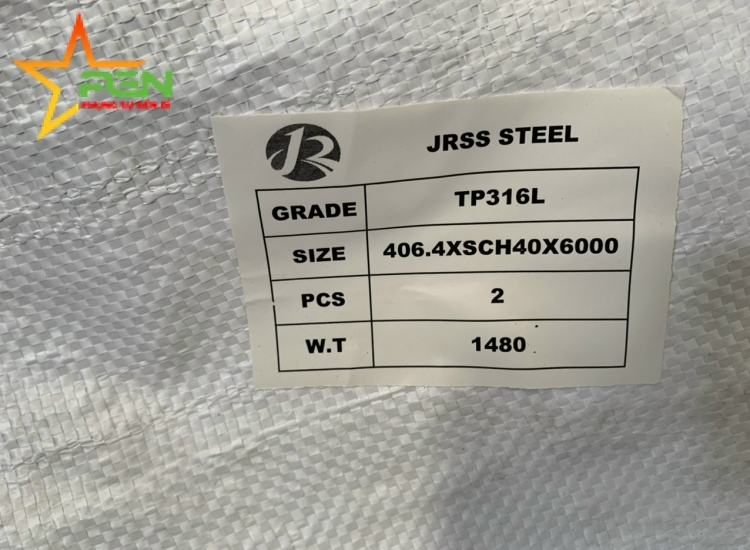 PEN
JRSS STEEL
GRADE TP316L
SIZE 406.4XSCH40X6000
PCS 2
W.T 1480